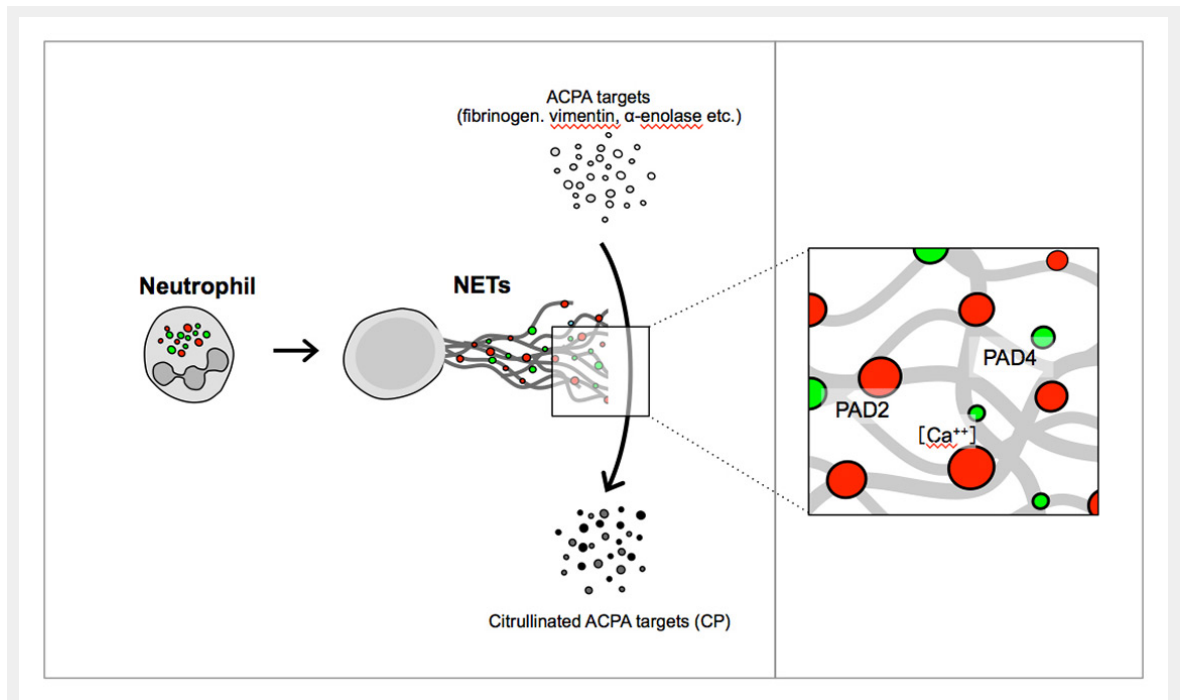 ACPA targets
(fibrinogen. vimentin, α-enolase etc.)
Neutrophil
NETs
PAD4
PAD2
[Ca⁺⁺]
Citrullinated ACPA targets (CP)